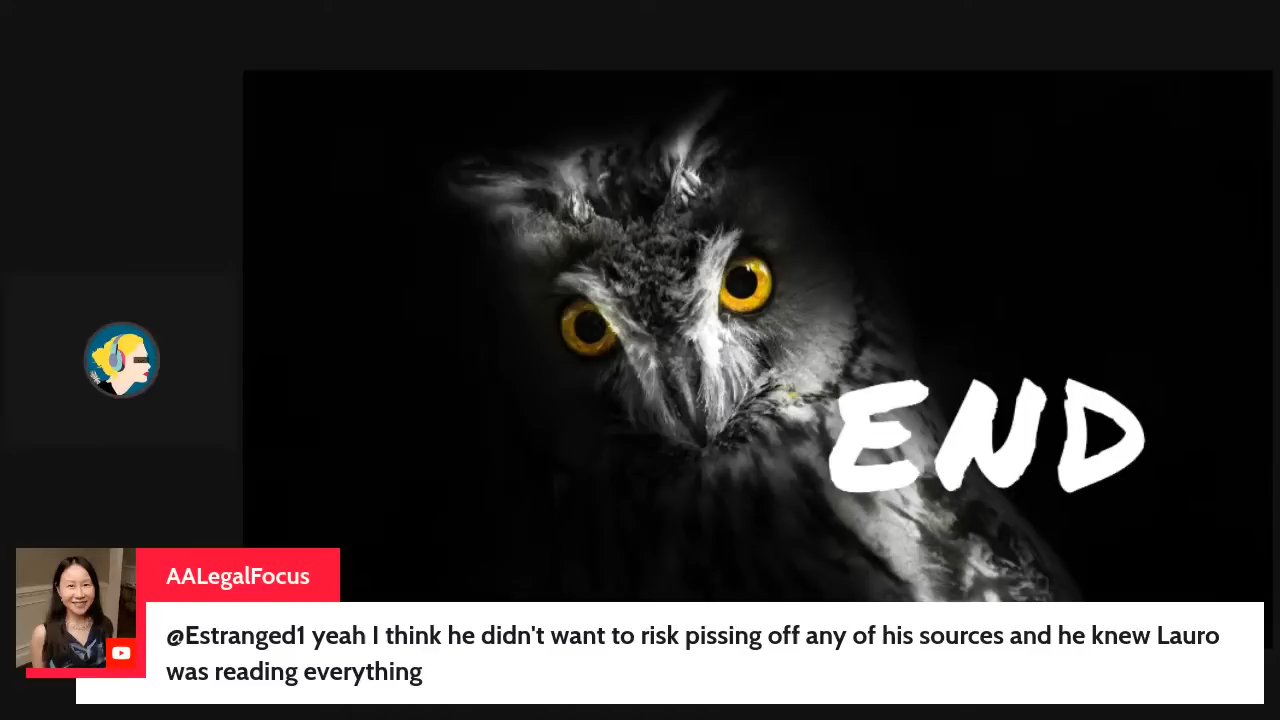 END
AALegalFocus
@Estranged1 yeah I think he didn't want to risk pissing off any of his sources and he knew Lauro
was reading everything